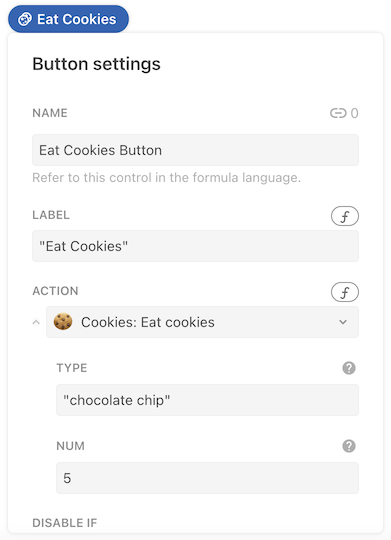 Eat Cookies
Button settings
NAME 0
Eat Cookies Button
Refer to this control in the formula language.
LABEL f
"Eat Cookies"
ACTION f
Cookies: Eat cookies
TYPE ?
"chocolate chip"
NUM ?
5
DISABLE IF